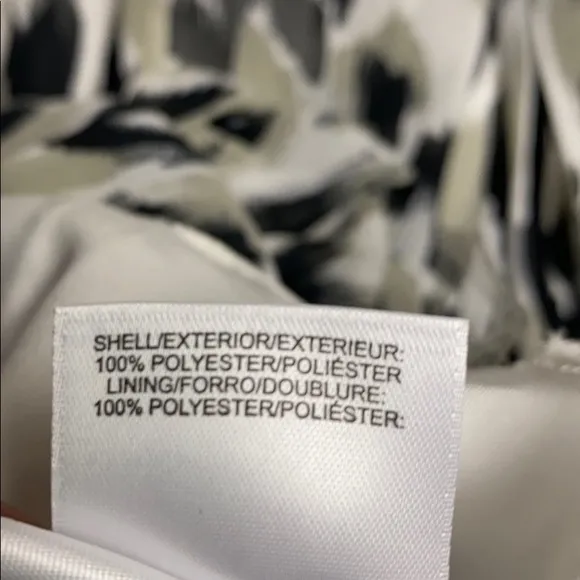 SHELL/EXTERIOR/EXTERIEUR:
100% POLYESTER/POLIÉSTER
LINING/FORRO/DOUBLURE:
100% POLYESTER/POLIÉSTER: